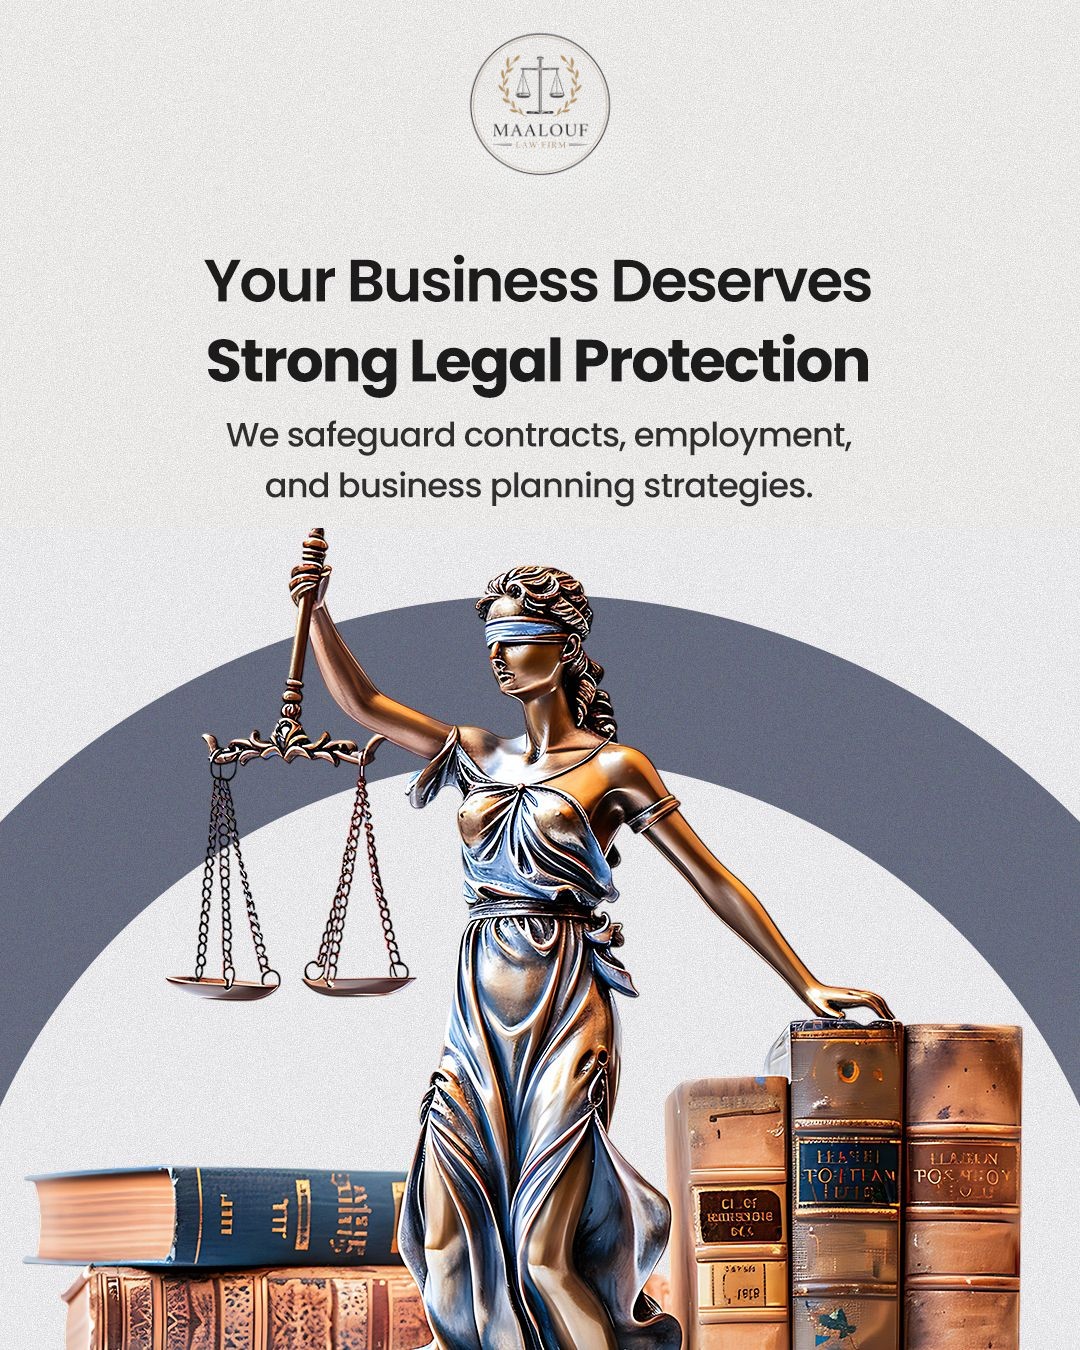 MAALOUF
LAW FIRM
Your Business Deserves
Strong Legal Protection
We safeguard contracts, employment,
and business planning strategies.